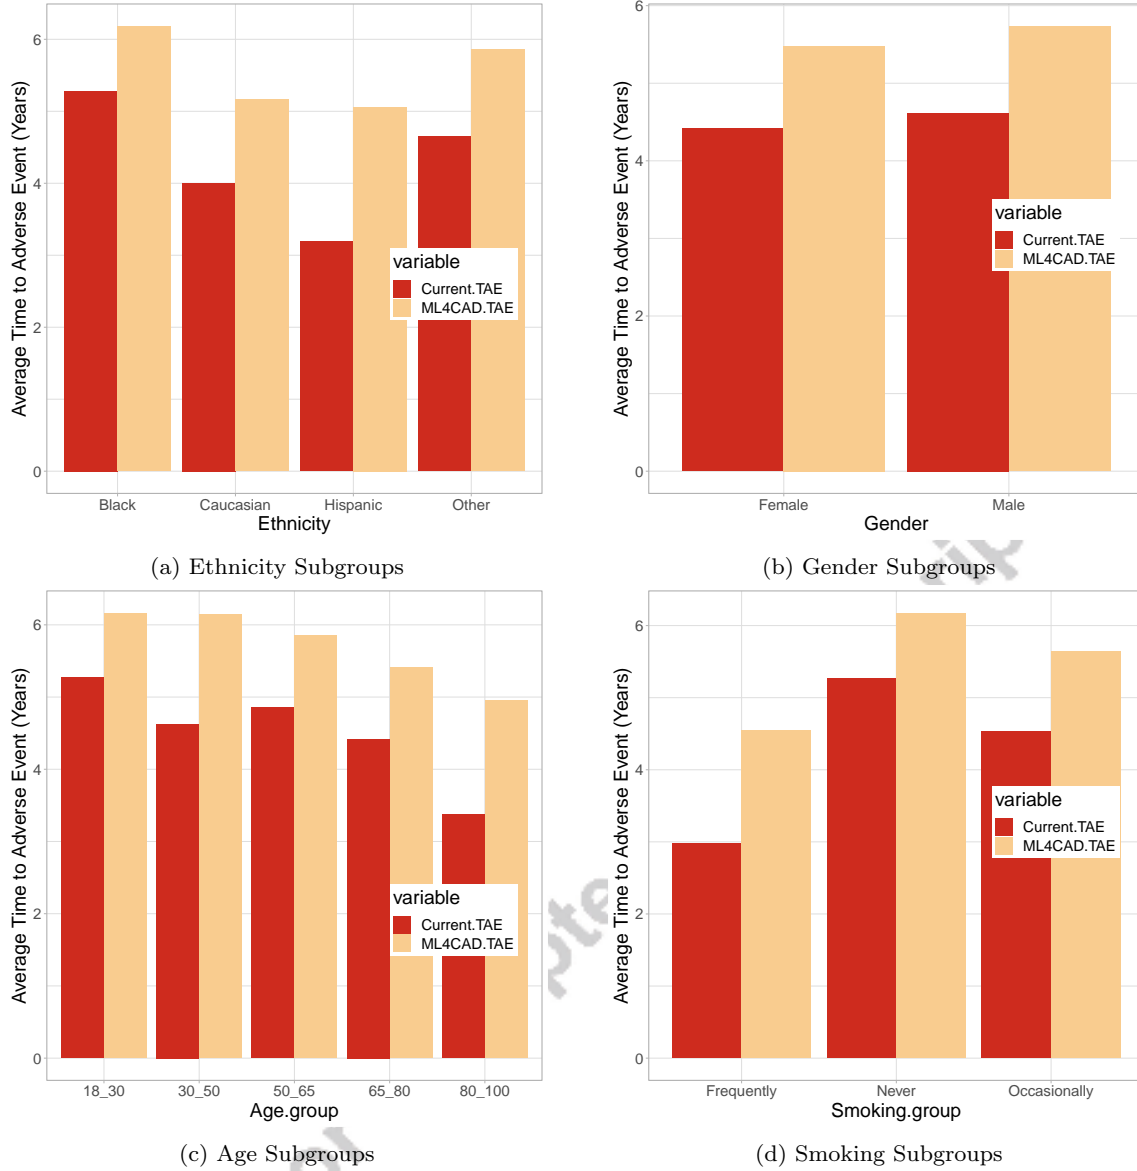 Average Time to Adverse Event (Years)
6
4
2
0
variable
Current.TAE
ML4CAD.TAE
Black Caucasian Hispanic Other
Ethnicity
(a) Ethnicity Subgroups
Average Time to Adverse Event (Years)
6
4
2
0
variable
Current.TAE
ML4CAD.TAE
Female Male
Gender
(b) Gender Subgroups
Average Time to Adverse Event (Years)
6
4
2
0
variable
Current.TAE
ML4CAD.TAE
18_30 30_50 50_65 65_80 80_100
Age.group
(c) Age Subgroups
Average Time to Adverse Event (Years)
6
4
2
0
variable
Current.TAE
ML4CAD.TAE
Frequently Never Occasionally
Smoking.group
(d) Smoking Subgroups